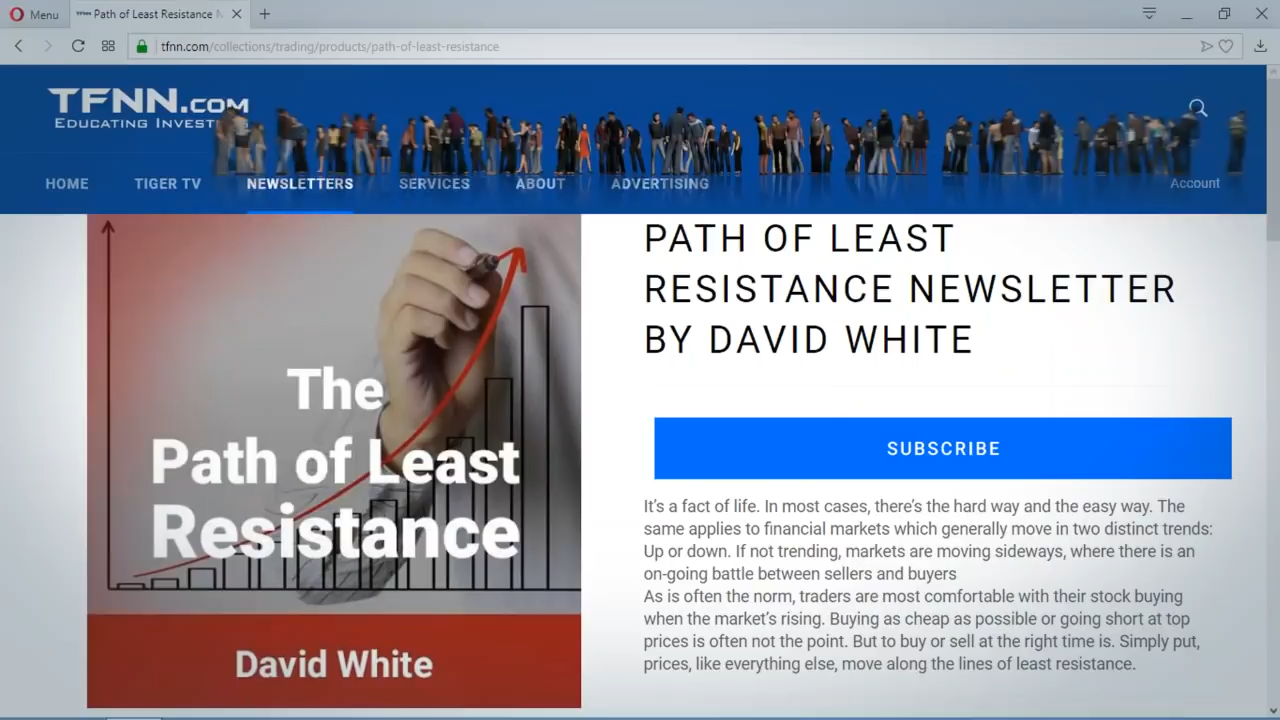 Menu
Path of Least Resistance N
tfnn.com/collections/trading/products/path-of-least-resistance
TFNN.COM
EDUCATING INVEST
HOME TIGER TV NEWSLETTERS SERVICES ABOUT ADVERTISING Account
The
Path of Least
Resistance
David White
PATH OF LEAST
RESISTANCE NEWSLETTER
BY DAVID WHITE
SUBSCRIBE
It's a fact of life. In most cases, there's the hard way and the easy way. The
same applies to financial markets which generally move in two distinct trends:
Up or down. If not trending, markets are moving sideways, where there is an
on-going battle between sellers and buyers
As is often the norm, traders are most comfortable with their stock buying
when the market's rising. Buying as cheap as possible or going short at top
prices is often not the point. But to buy or sell at the right time is. Simply put,
prices, like everything else, move along the lines of least resistance.